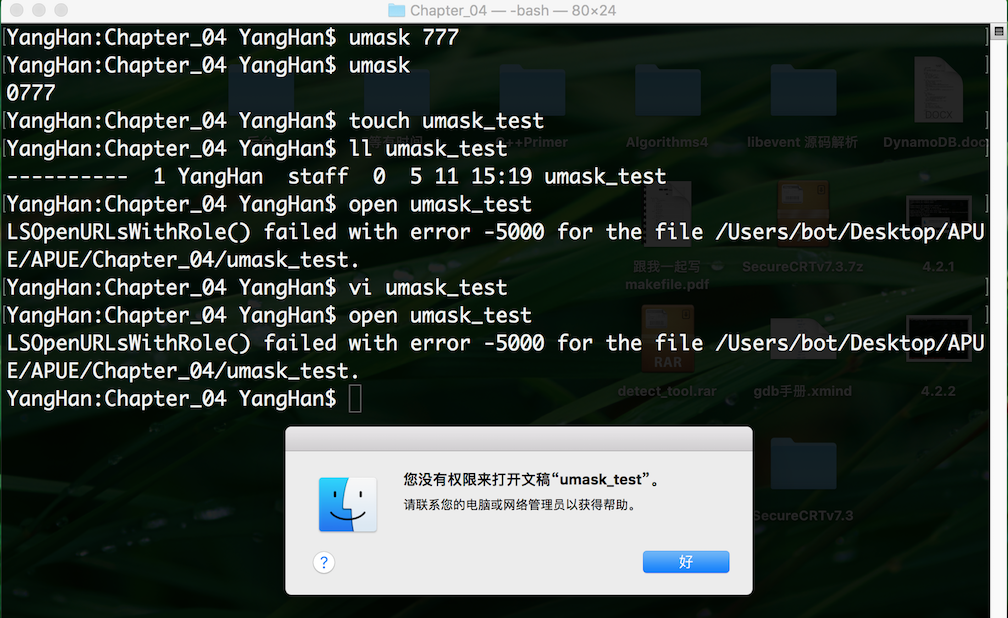 Chapter_04 — -bash — 80×24
YangHan:Chapter_04 YangHan$ umask 777
YangHan:Chapter_04 YangHan$ umask
0777
YangHan:Chapter_04 YangHan$ touch umask_test
YangHan:Chapter_04 YangHan$ ll umask_test
---------- 1 YangHan staff 0 5 11 15:19 umask_test
YangHan:Chapter_04 YangHan$ open umask_test
LSOpenURLsWithRole() failed with error -5000 for the file /Users/bot/Desktop/APU
E/APUE/Chapter_04/umask_test.
YangHan:Chapter_04 YangHan$ vi umask_test
YangHan:Chapter_04 YangHan$ open umask_test
LSOpenURLsWithRole() failed with error -5000 for the file /Users/bot/Desktop/APU
E/APUE/Chapter_04/umask_test.
YangHan:Chapter_04 YangHan$
Primer
Algorithms4
libevent 源码解析
DynamoDB.doc
DOCX
跟我一起写
makefile.pdf
SecureCRTv7.3.7z
4.2.1
RAR
detect_tool.rar
gdb手册.xmind
4.2.2
SecureCRTv7.3
您没有权限来打开文稿“umask_test”。
请联系您的电脑或网络管理员以获得帮助。
?
好